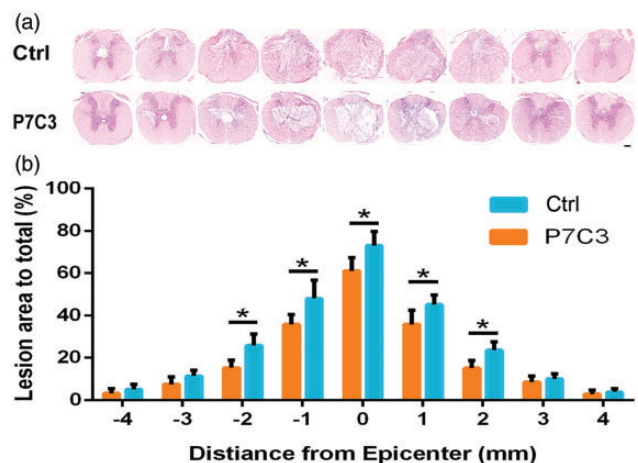 (a)
Ctrl
P7C3
(b)
Lesion area to total (%)
100
80
60
40
20
0
* * * * *
Ctrl
P7C3
-4 -3 -2 -1 0 1 2 3 4
Distiance from Epicenter (mm)